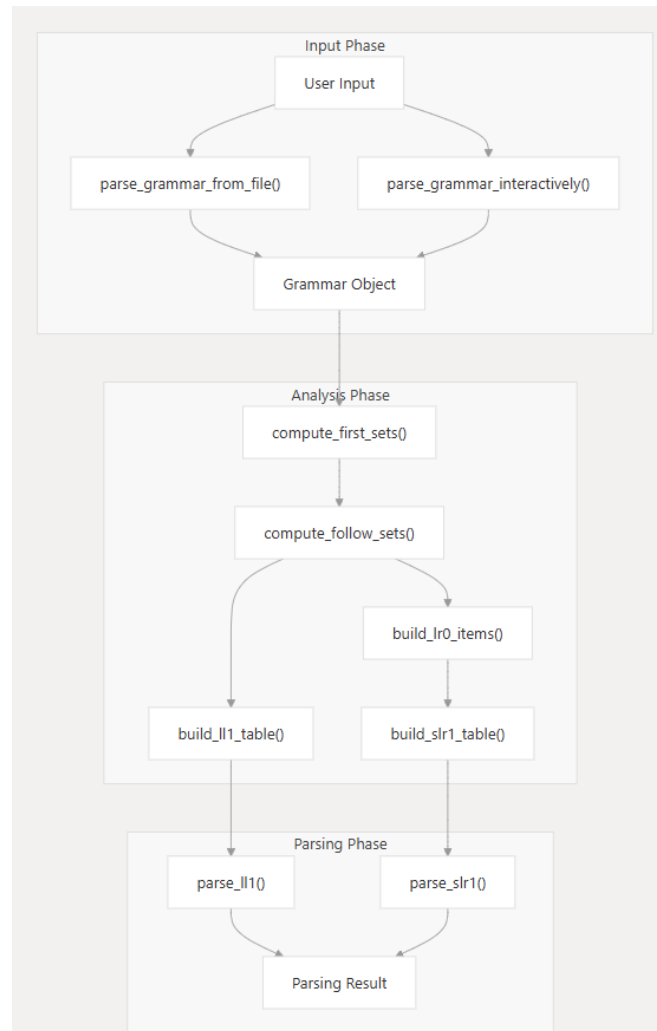 Input Phase
User Input
parse_grammar_from_file()
parse_grammar_interactively()
Grammar Object
Analysis Phase
compute_first_sets()
compute_follow_sets()
build_lr0_items()
build_ll1_table()
build_slr1_table()
Parsing Phase
parse_ll1()
parse_slr1()
Parsing Result